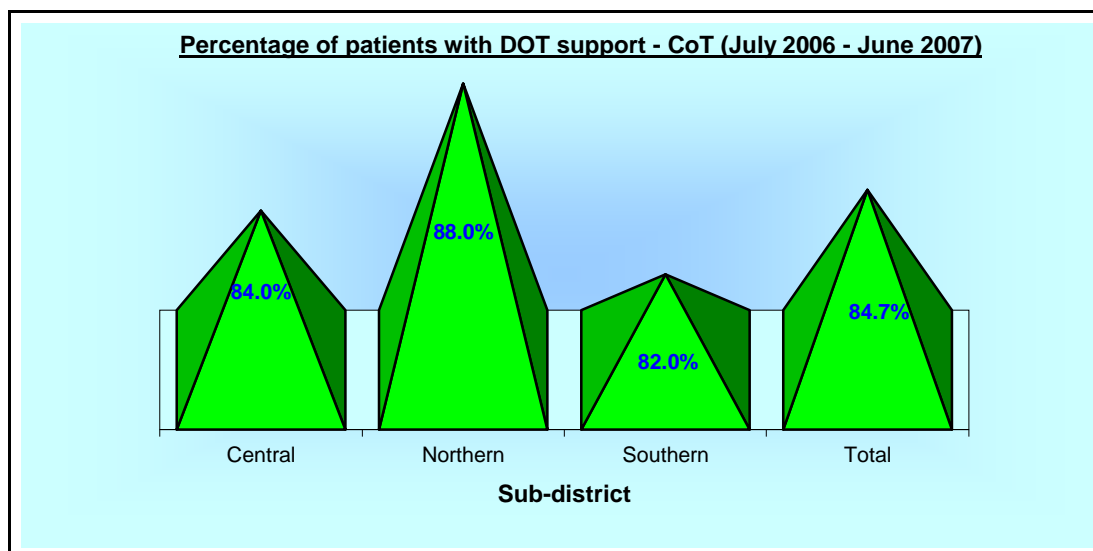 Percentage of patients with DOT support - CoT (July 2006 - June 2007)
84.0%
88.0%
82.0%
84.7%
Central Northern Southern Total
Sub-district